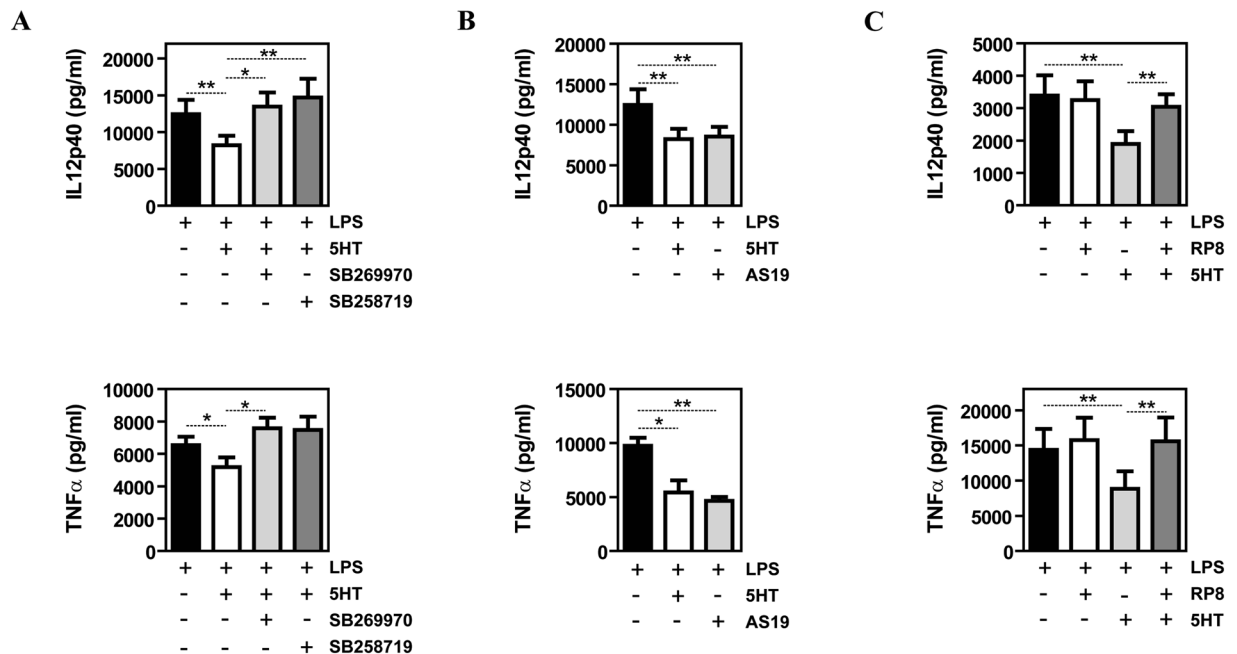 A
IL12p40 (pg/ml)
20000
15000
10000
5000
0
**
*
**
+ + + + LPS
- + + + 5HT
- - + - SB269970
- - - + SB258719
B
IL12p40 (pg/ml)
20000
15000
10000
5000
0
**
**
+ + + LPS
- + - 5HT
- - + AS19
C
IL12p40 (pg/ml)
5000
4000
3000
2000
1000
0
**
**
+ + + + LPS
- + - + RP8
- - + + 5HT
TNFα (pg/ml)
10000
8000
6000
4000
2000
0
*
*
+ + + + LPS
- + + + 5HT
- - + - SB269970
- - - + SB258719
TNFα (pg/ml)
15000
10000
5000
0
**
*
+ + + LPS
- + - 5HT
- - + AS19
TNFα (pg/ml)
20000
15000
10000
5000
0
**
**
+ + + + LPS
- + - + RP8
- - + + 5HT